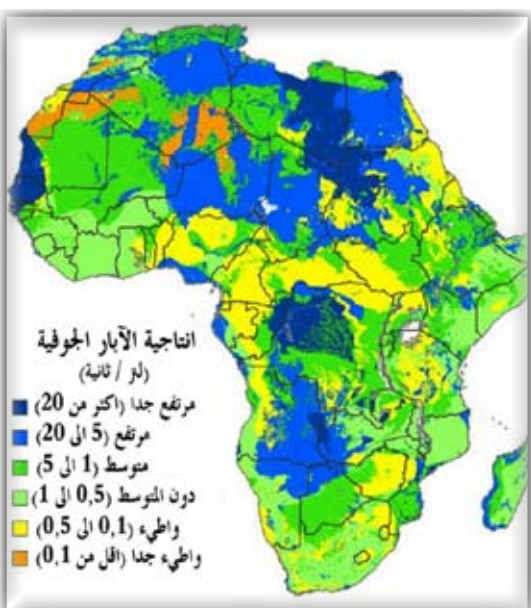 انتاجية الآبار الجوفية
(لتر / ثانية)
مرتفع جدا (اكثر من 20)
مرتفع (5 الى 20)
متوسط (1 الى 5)
دون المتوسط (0,5 الى 1)
واطيء (0,1 الى 0,5)
واطيء جدا (اقل من 0,1)